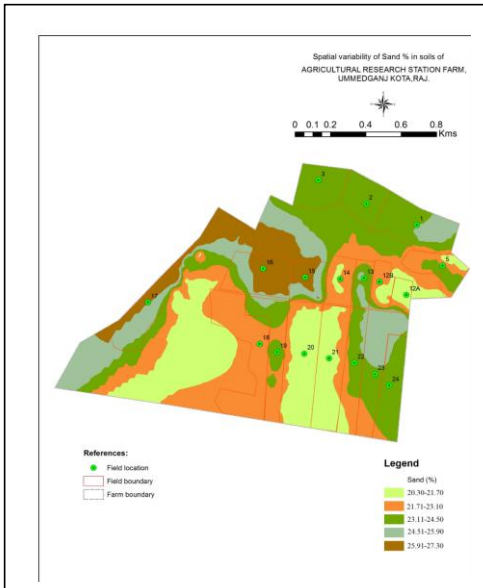 Spatial variability of Sand % in soils of
AGRICULTURAL RESEARCH STATION FARM,
UMMEDGANJ KOTA,RAJ.
0 0.1 0.2 0.4 0.6 0.8
Kms
3
2
1
5
16
15
14
13
12B
12A
17
18
19
20
21
22
23
24
References:
Field location
Field boundary
Farm boundary
Legend
Sand (%)
20.30-21.70
21.71-23.10
23.11-24.50
24.51-25.90
25.91-27.30